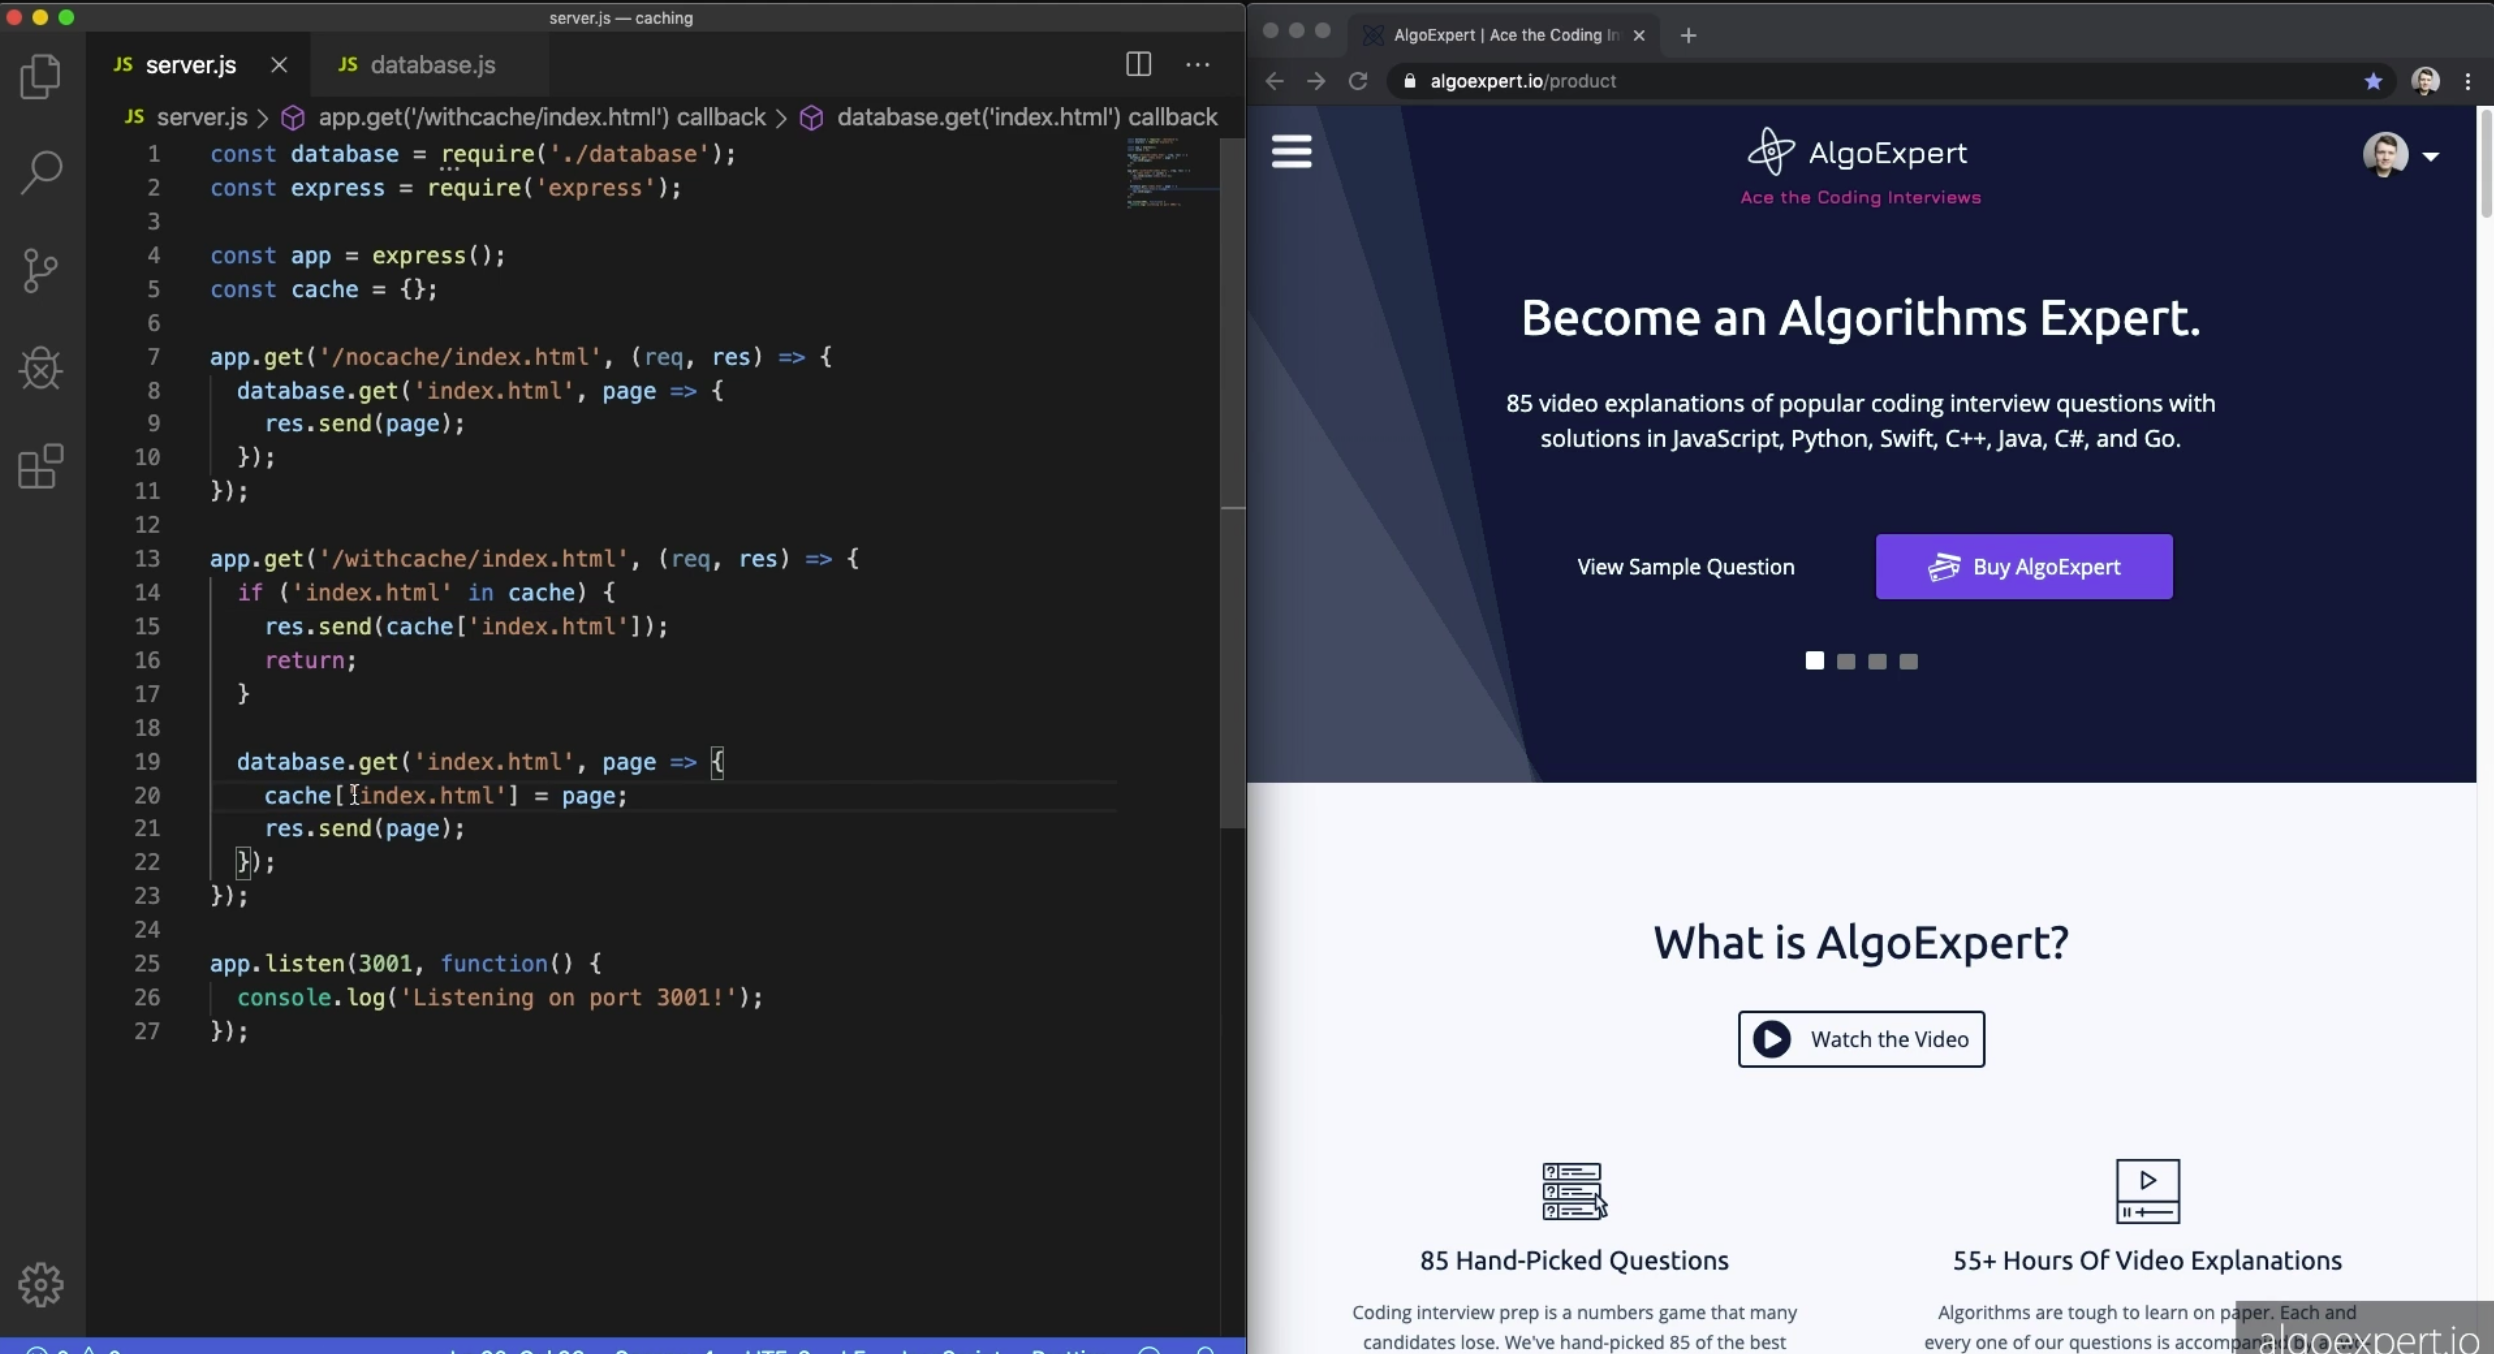 server.js — caching
JS server.js
JS database.js
JS server.js > app.get('/withcache/index.html') callback > database.get('index.html') callback
1 const database = require('./database');
2 const express = require('express');
3
4 const app = express();
5 const cache = {};
6
7 app.get('/nocache/index.html', (req, res) => {
8 database.get('index.html', page => {
9 res.send(page);
10 });
11 });
12
13 app.get('/withcache/index.html', (req, res) => {
14 if ('index.html' in cache) {
15 res.send(cache['index.html']);
16 return;
17 }
18
19 database.get('index.html', page => {
20 cache['index.html'] = page;
21 res.send(page);
22 });
23 });
24
25 app.listen(3001, function() {
26 console.log('Listening on port 3001!');
27 });
AlgoExpert | Ace the Coding In
algoexpert.io/product
AlgoExpert
Ace the Coding Interviews
Become an Algorithms Expert.
85 video explanations of popular coding interview questions with
solutions in JavaScript, Python, Swift, C++, Java, C#, and Go.
View Sample Question
Buy AlgoExpert
What is AlgoExpert?
Watch the Video
85 Hand-Picked Questions
Coding interview prep is a numbers game that many
candidates lose. We've hand-picked 85 of the best
55+ Hours Of Video Explanations
Algorithms are tough to learn on paper. Each and
every one of our questions is accompanied by a
algoexpert.io